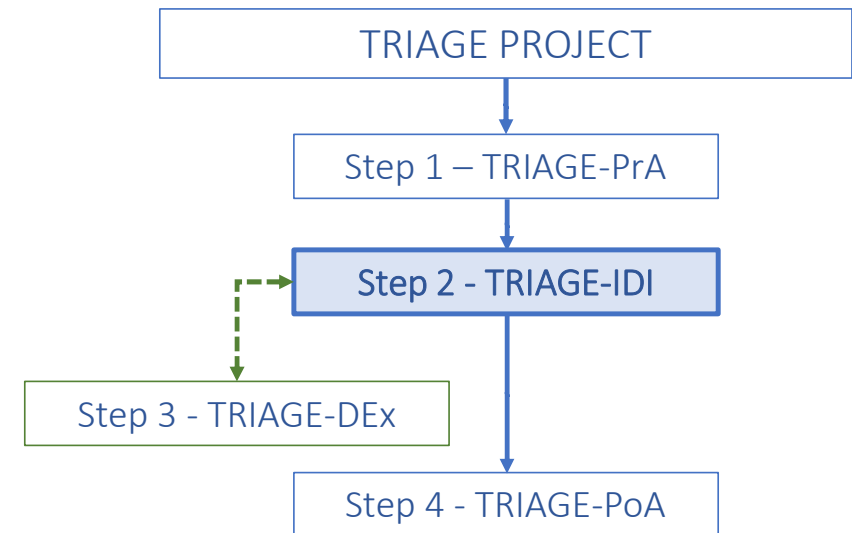 TRIAGE PROJECT
Step 1 – TRIAGE-PrA
Step 2 - TRIAGE-IDI
Step 3 - TRIAGE-DEx
Step 4 - TRIAGE-PoA